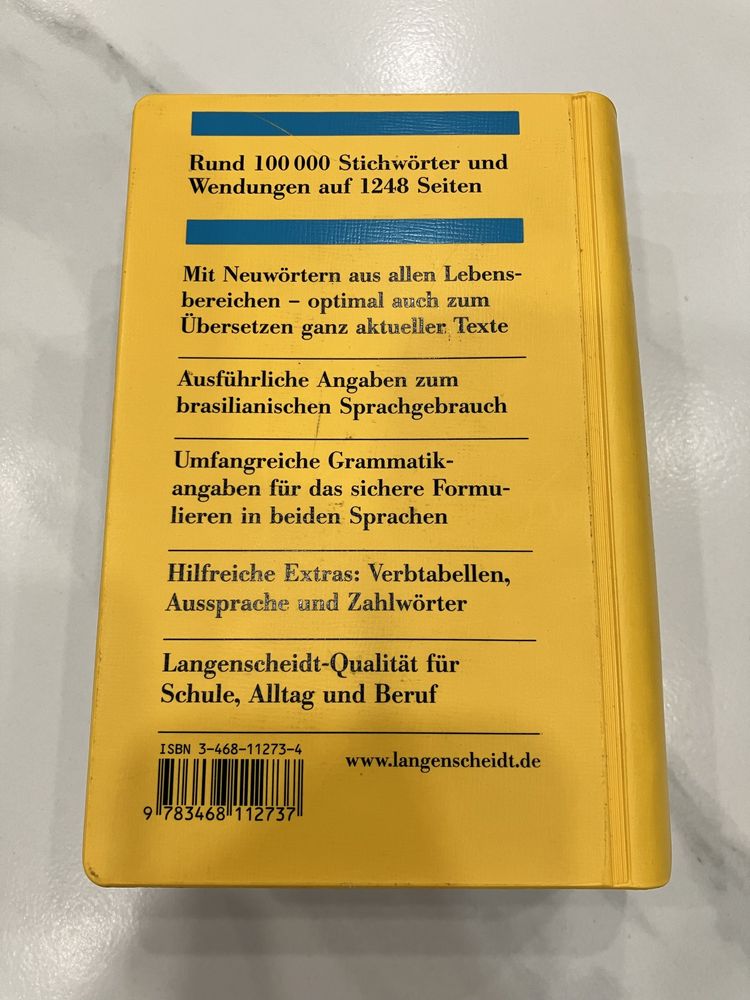 Rund 100 000 Stichwörter und
Wendungen auf 1248 Seiten
Mit Neuwörtern aus allen Lebens-
bereichen – optimal auch zum
Übersetzen ganz aktueller Texte
Ausführliche Angaben zum
brasilianischen Sprachgebrauch
Umfangreiche Grammatik-
angaben für das sichere Formu-
lieren in beiden Sprachen
Hilfreiche Extras: Verbtabellen,
Aussprache und Zahlwörter
Langenscheidt-Qualität für
Schule, Alltag und Beruf
ISBN 3-468-11273-4
www.langenscheidt.de
9 783468 112737